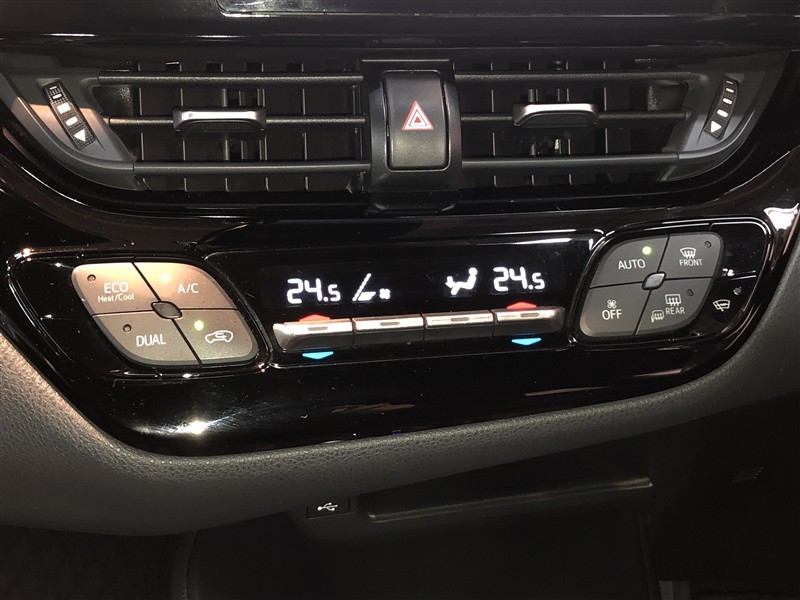 ECO
Heat/Cool
A/C
DUAL
24.5
24.5
AUTO
FRONT
OFF
REAR